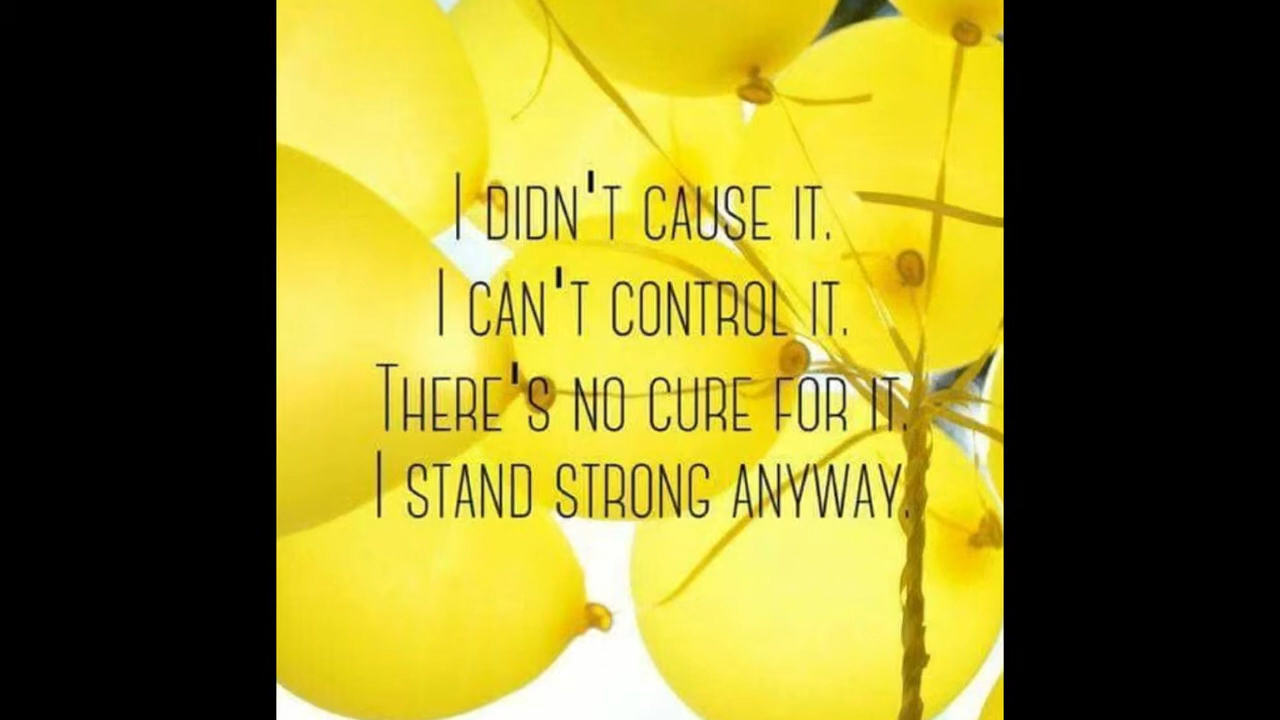 I DIDN'T CAUSE IT.
I CAN'T CONTROL IT.
THERE'S NO CURE FOR IT.
I STAND STRONG ANYWAY.